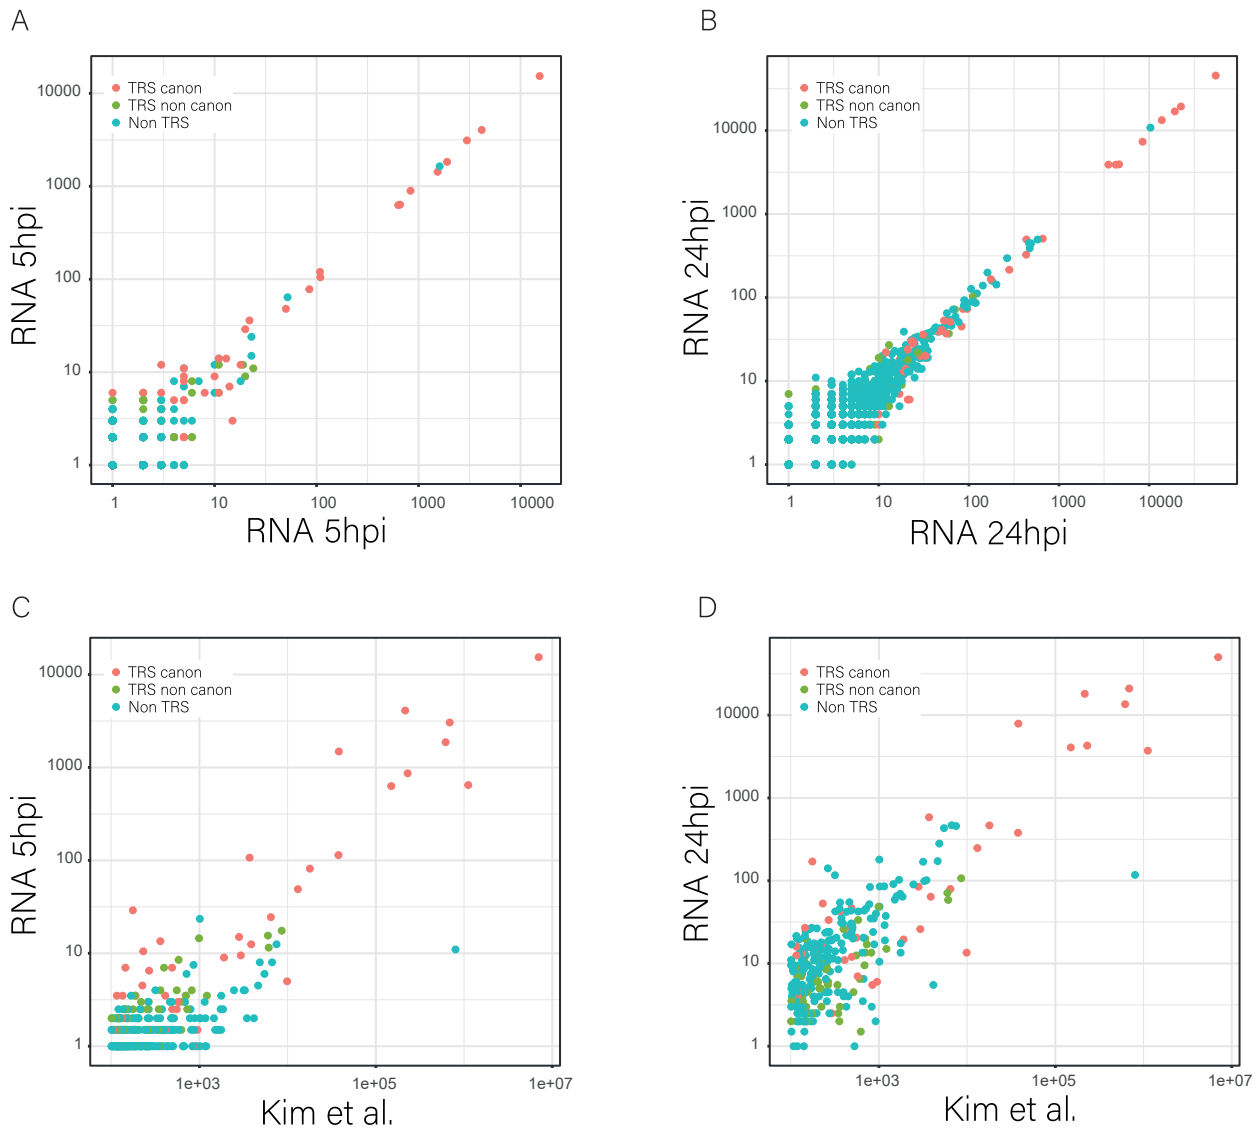 A
TRS canon
TRS non canon
Non TRS
10000
1000
100
10
1
RNA 5hpi
1
10
100
1000
10000
RNA 5hpi
B
TRS canon
TRS non canon
Non TRS
10000
1000
100
10
1
RNA 24hpi
1
10
100
1000
10000
RNA 24hpi
C
TRS canon
TRS non canon
Non TRS
10000
1000
100
10
1
RNA 5hpi
1e+03
1e+05
1e+07
Kim et al.
D
TRS canon
TRS non canon
Non TRS
10000
1000
100
10
1
RNA 24hpi
1e+03
1e+05
1e+07
Kim et al.